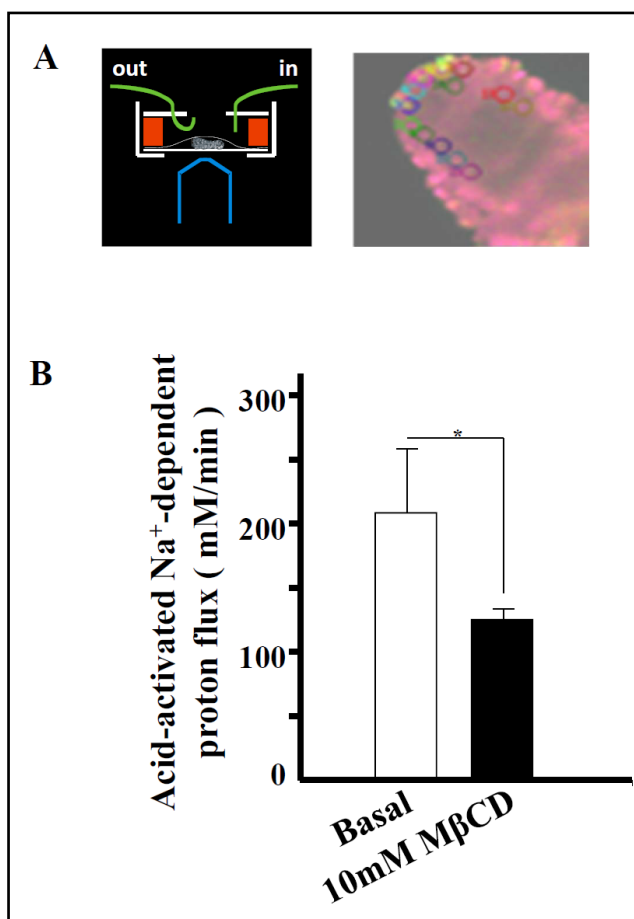 A
out in
B
Acid-activated Na⁺-dependent
proton flux ( mM/min )
300
200
100
0
*
Basal
10mM MβCD